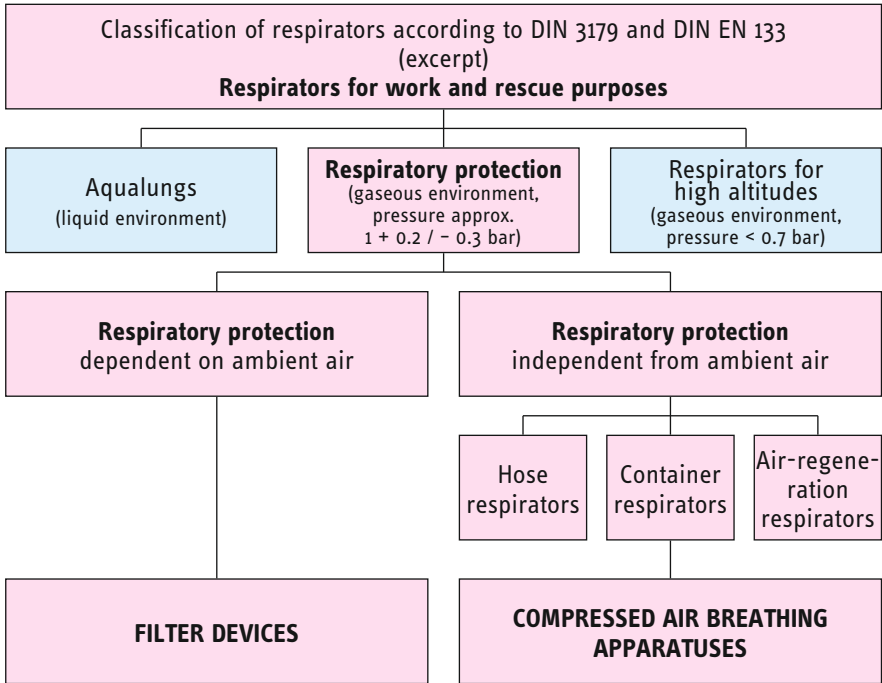 Classification of respirators according to DIN 3179 and DIN EN 133
(excerpt)
Respirators for work and rescue purposes
Aqualungs
(liquid environment)
Respiratory protection
(gaseous environment,
pressure approx.
1 + 0.2 / − 0.3 bar)
Respirators for
high altitudes
(gaseous environment,
pressure < 0.7 bar)
Respiratory protection
dependent on ambient air
Respiratory protection
independent from ambient air
Hose
respirators
Container
respirators
Air-regene-
ration
respirators
FILTER DEVICES
COMPRESSED AIR BREATHING
APPARATUSES